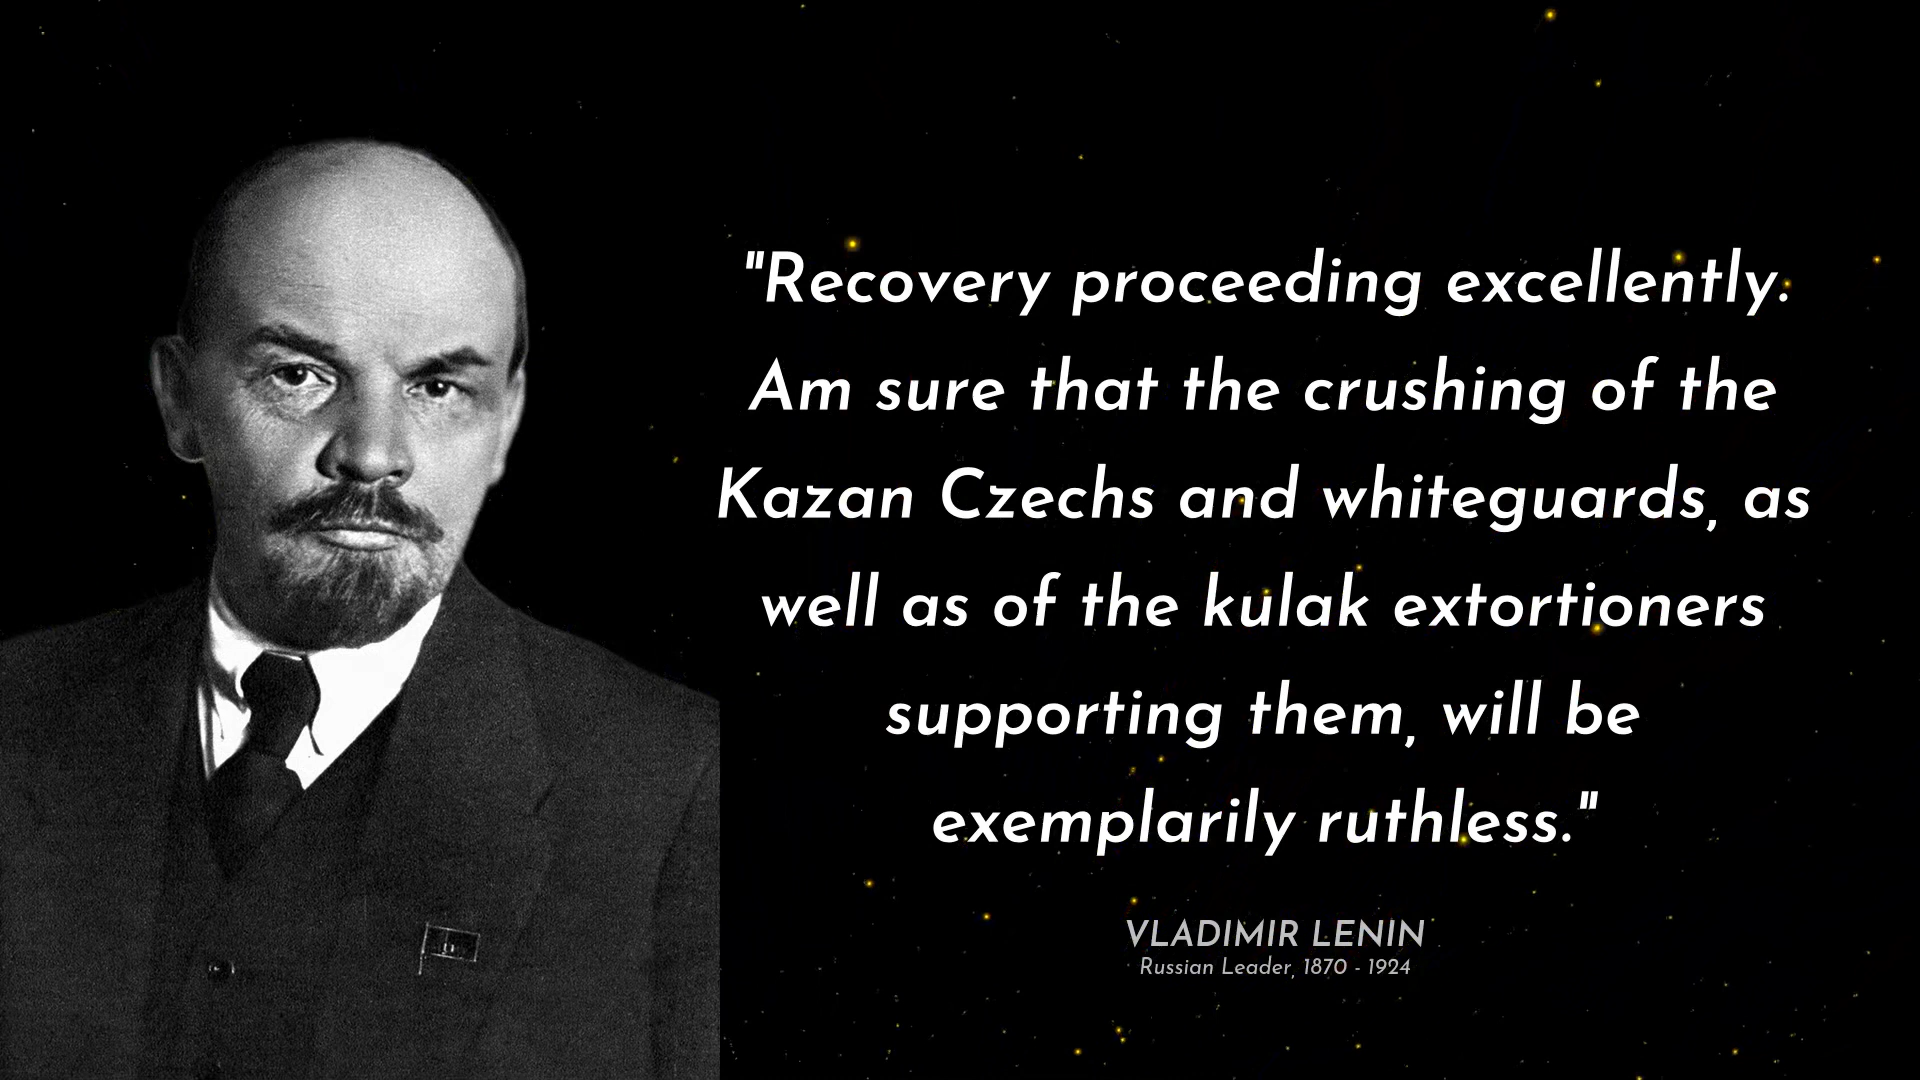 "Recovery proceeding excellently.
Am sure that the crushing of the
Kazan Czechs and whiteguards, as
well as of the kulak extortioners
supporting them, will be
exemplarily ruthless."
VLADIMIR LENIN
Russian Leader, 1870 - 1924